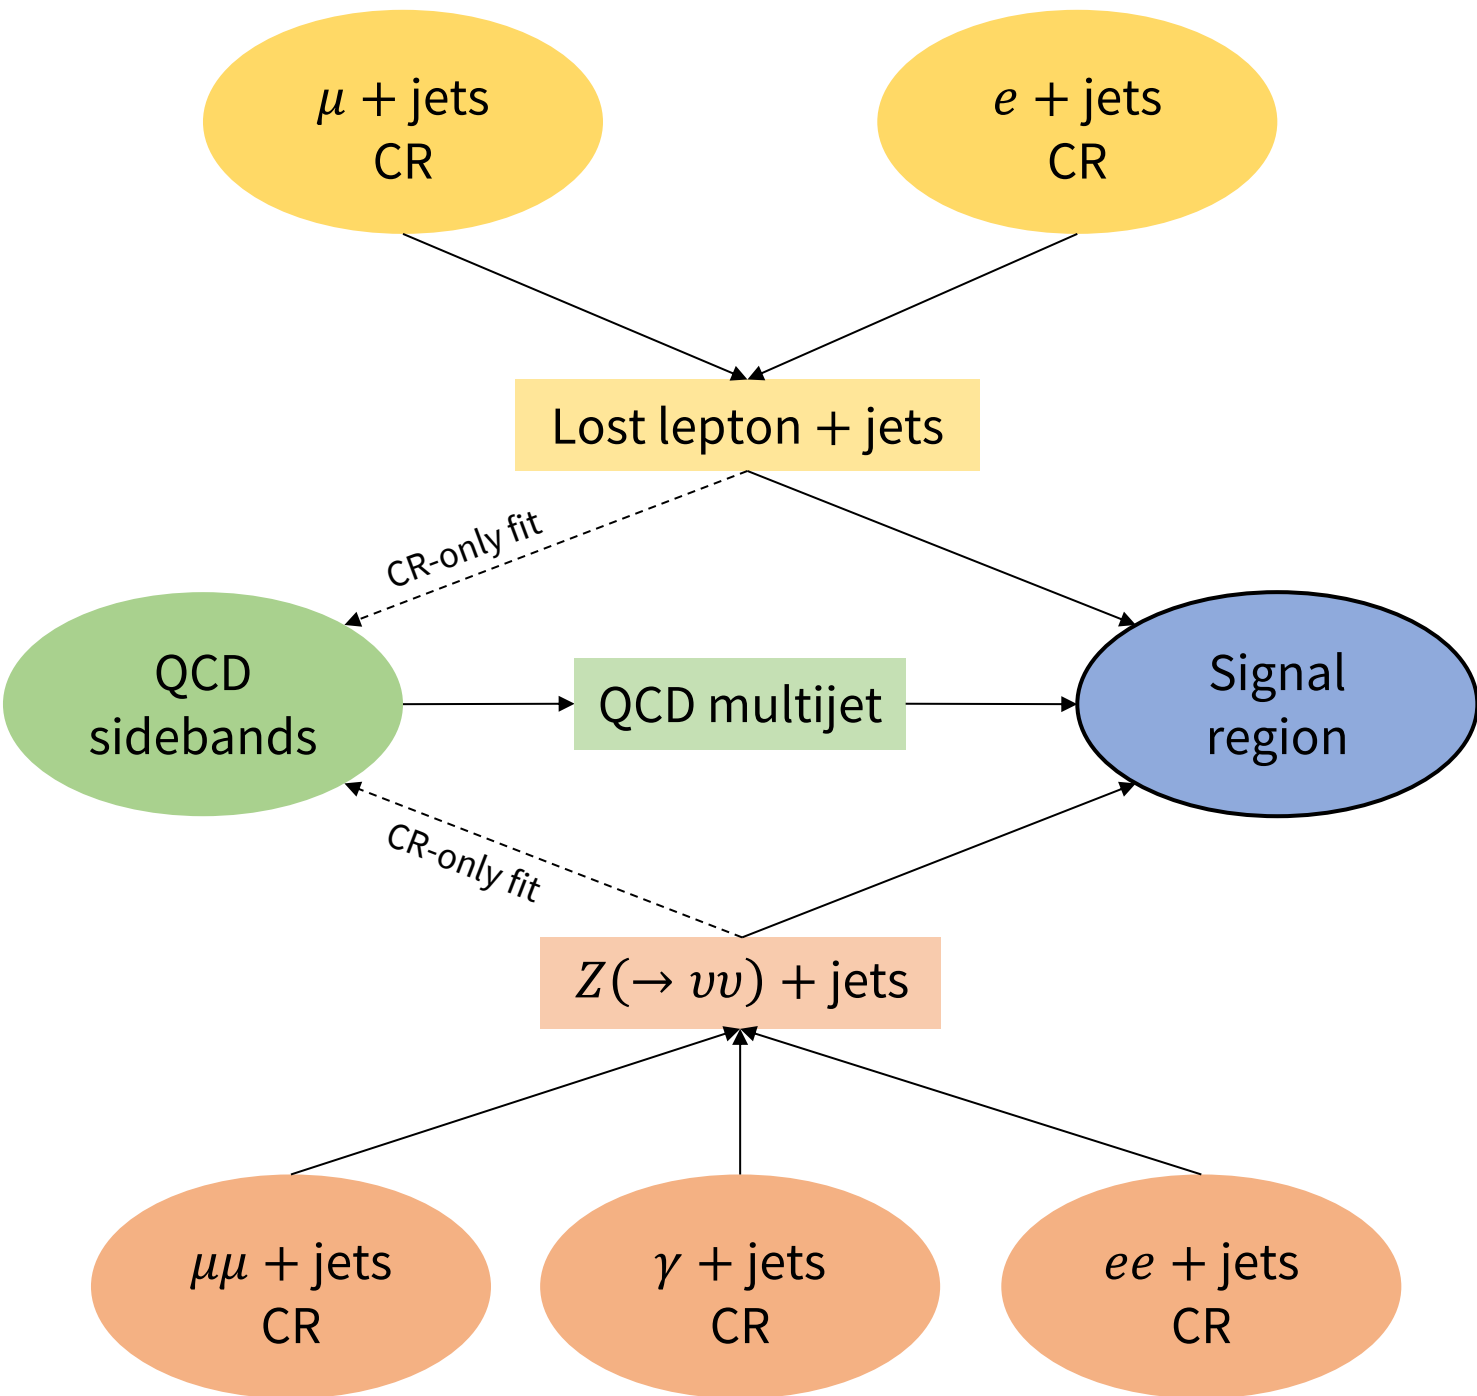 μ + jets
CR
e + jets
CR
Lost lepton + jets
CR-only fit
QCD
sidebands
QCD multijet
Signal
region
CR-only fit
Z(→ υυ) + jets
μμ + jets
CR
γ + jets
CR
ee + jets
CR